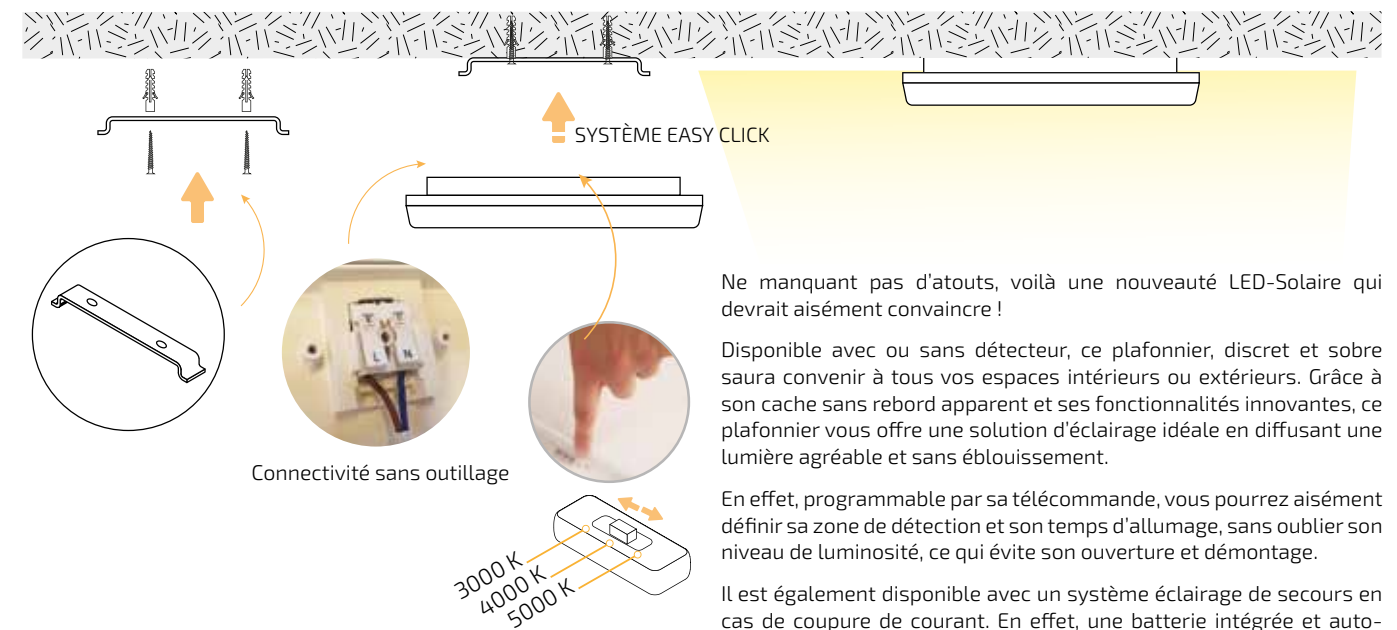 SYSTÈME EASY CLICK
L N
Connectivité sans outillage
3000 K
4000 K
5000 K
Ne manquant pas d'atouts, voilà une nouveauté LED-Solaire qui
devrait aisément convaincre !
Disponible avec ou sans détecteur, ce plafonnier, discret et sobre
saura convenir à tous vos espaces intérieurs ou extérieurs. Grâce à
son cache sans rebord apparent et ses fonctionnalités innovantes, ce
plafonnier vous offre une solution d'éclairage idéale en diffusant une
lumière agréable et sans éblouissement.
En effet, programmable par sa télécommande, vous pourrez aisément
définir sa zone de détection et son temps d'allumage, sans oublier son
niveau de luminosité, ce qui évite son ouverture et démontage.
Il est également disponible avec un système éclairage de secours en
cas de coupure de courant. En effet, une batterie intégrée et auto-